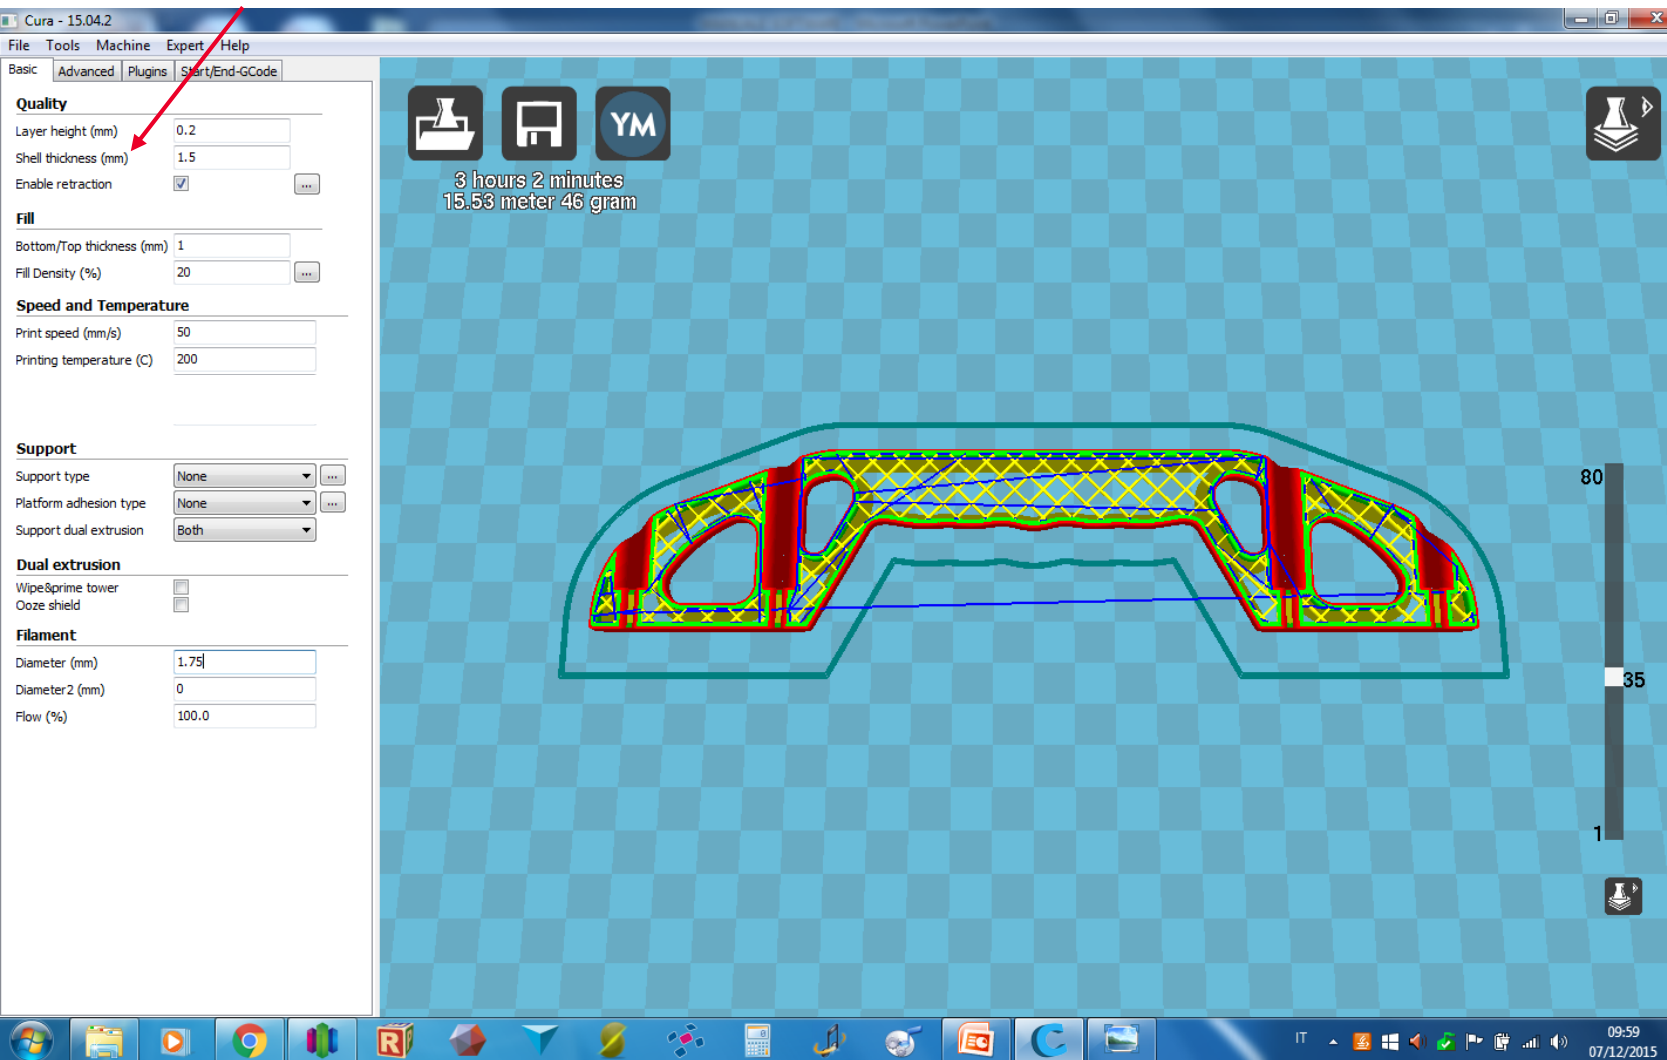 Cura - 15.04.2
File Tools Machine Expert Help
Basic Advanced Plugins Start/End-GCode
Quality
Layer height (mm) 0.2
Shell thickness (mm) 1.5
Enable retraction ...
Fill
Bottom/Top thickness (mm) 1
Fill Density (%) 20 ...
Speed and Temperature
Print speed (mm/s) 50
Printing temperature (C) 200
Support
Support type None ...
Platform adhesion type None ...
Support dual extrusion Both
Dual extrusion
Wipe&prime tower
Ooze shield
Filament
Diameter (mm) 1.75
Diameter2 (mm) 0
Flow (%) 100.0
YM
3 hours 2 minutes
15.53 meter 46 gram
80
35
1
IT
09:59
07/12/2015